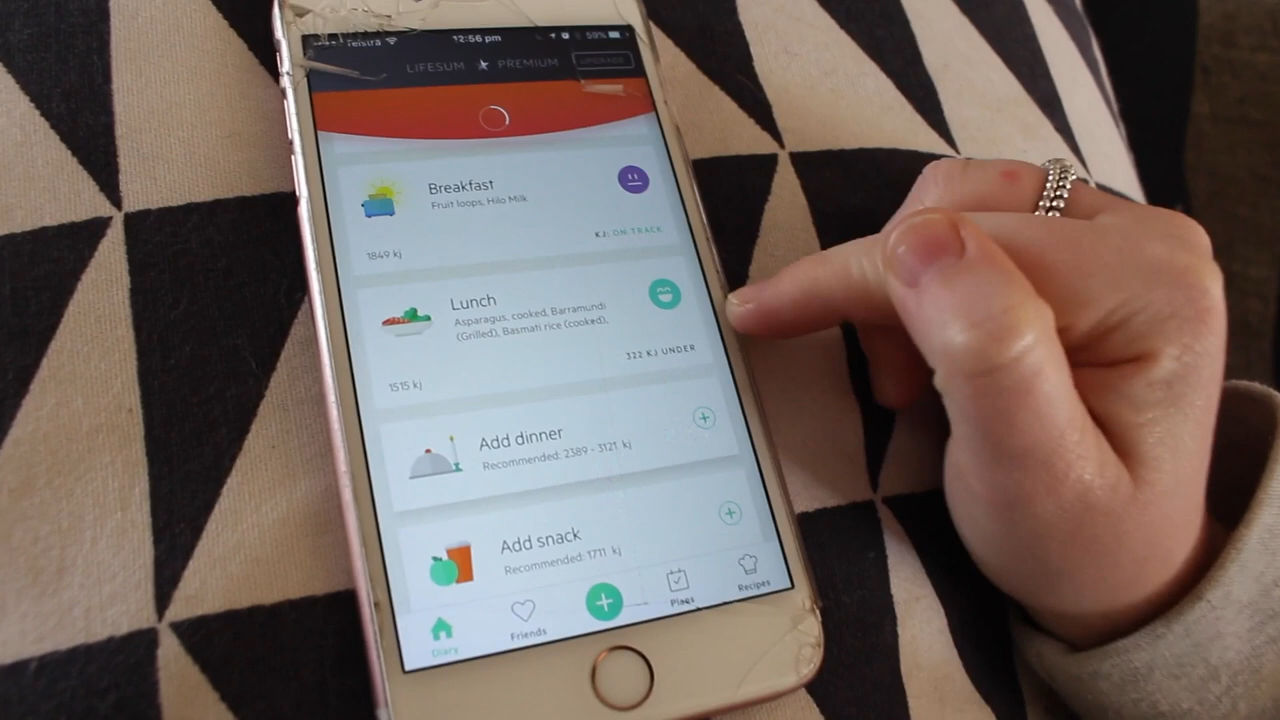 Telstra 12:56 pm 59%
LIFESUM ★ PREMIUM UPGRADE
Breakfast
Fruit loops, Hilo Milk
KJ: ON TRACK
1849 kj
Lunch
Asparagus, cooked, Barramundi
(Grilled), Basmati rice (cooked),
322 KJ UNDER
1515 kj
Add dinner
Recommended: 2389 - 3121 kj
Add snack
Recommended: 1711 kj
Diary Friends Plans Recipes